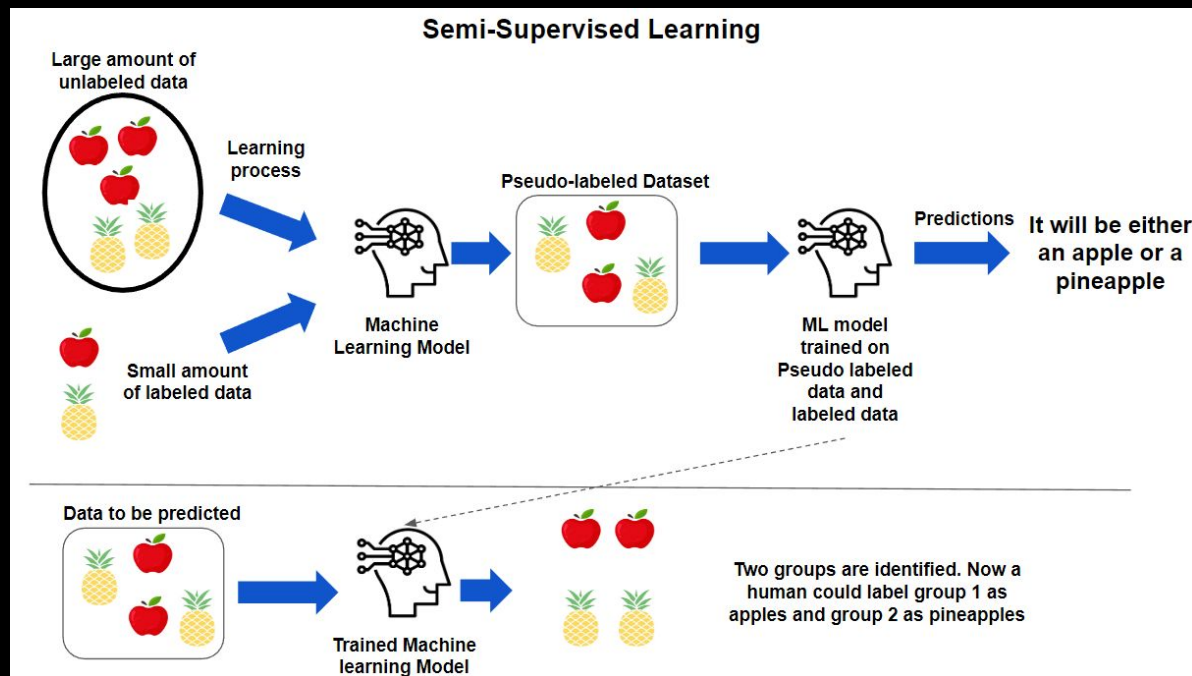 Semi-Supervised Learning
Large amount of
unlabeled data
Learning
process
Pseudo-labeled Dataset
Predictions
It will be either
an apple or a
pineapple
Machine
Learning Model
ML model
trained on
Pseudo labeled
data and
labeled data
Small amount
of labeled data
Data to be predicted
Two groups are identified. Now a
human could label group 1 as
apples and group 2 as pineapples
Trained Machine
learning Model